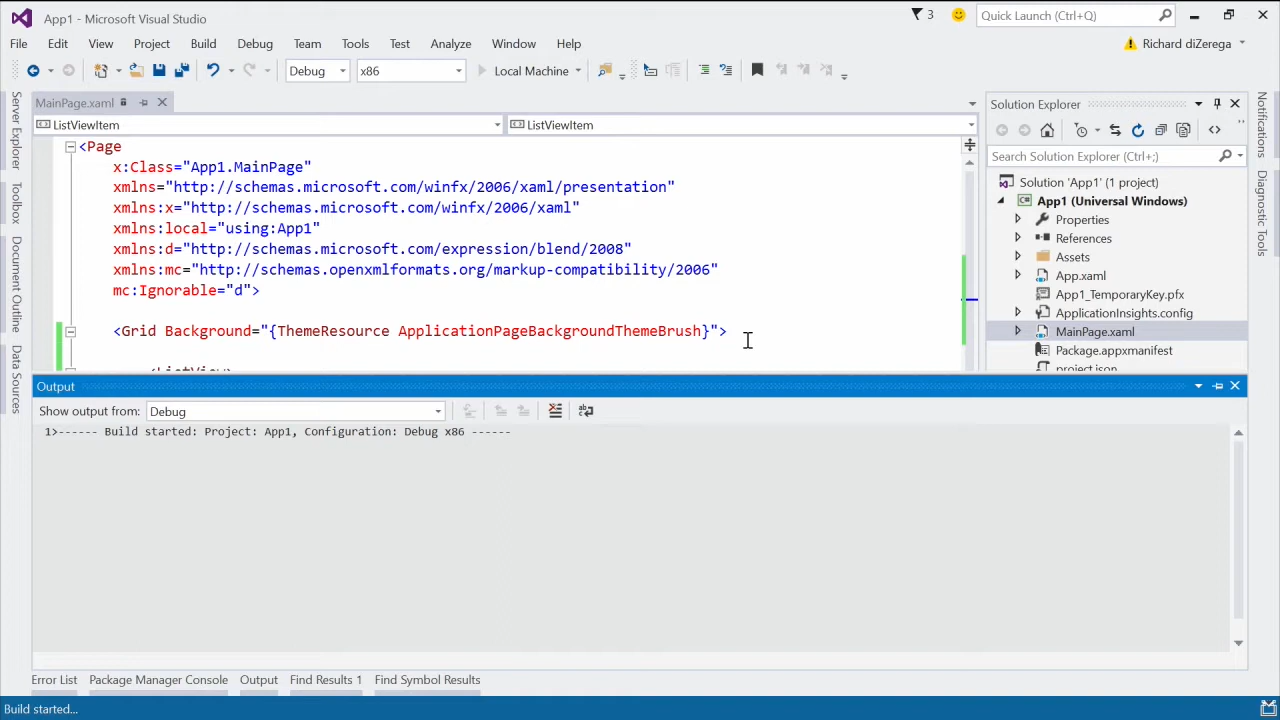 App1 - Microsoft Visual Studio
3
Quick Launch (Ctrl+Q)
File Edit View Project Build Debug Team Tools Test Analyze Window Help
Richard diZerega
Debug x86 Local Machine
MainPage.xaml
Solution Explorer
ListViewItem ListViewItem
Search Solution Explorer (Ctrl+;)
Server Explorer
Toolbox
Document Outline
Data Sources
<Page
x:Class="App1.MainPage"
xmlns="http://schemas.microsoft.com/winfx/2006/xaml/presentation"
xmlns:x="http://schemas.microsoft.com/winfx/2006/xaml"
xmlns:local="using:App1"
xmlns:d="http://schemas.microsoft.com/expression/blend/2008"
xmlns:mc="http://schemas.openxmlformats.org/markup-compatibility/2006"
mc:Ignorable="d">
<Grid Background="{ThemeResource ApplicationPageBackgroundThemeBrush}">
<ListView>
Solution 'App1' (1 project)
App1 (Universal Windows)
Properties
References
Assets
App.xaml
App1_TemporaryKey.pfx
ApplicationInsights.config
MainPage.xaml
Package.appxmanifest
project.json
Notifications
Diagnostic Tools
Output
Show output from: Debug
1>------ Build started: Project: App1, Configuration: Debug x86 ------
Error List Package Manager Console Output Find Results 1 Find Symbol Results
Build started...